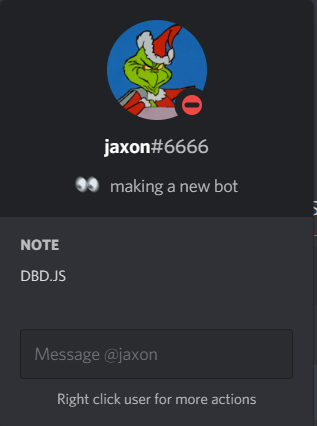 jaxon#6666
👀 making a new bot
NOTE
DBD.JS
Message @jaxon
Right click user for more actions